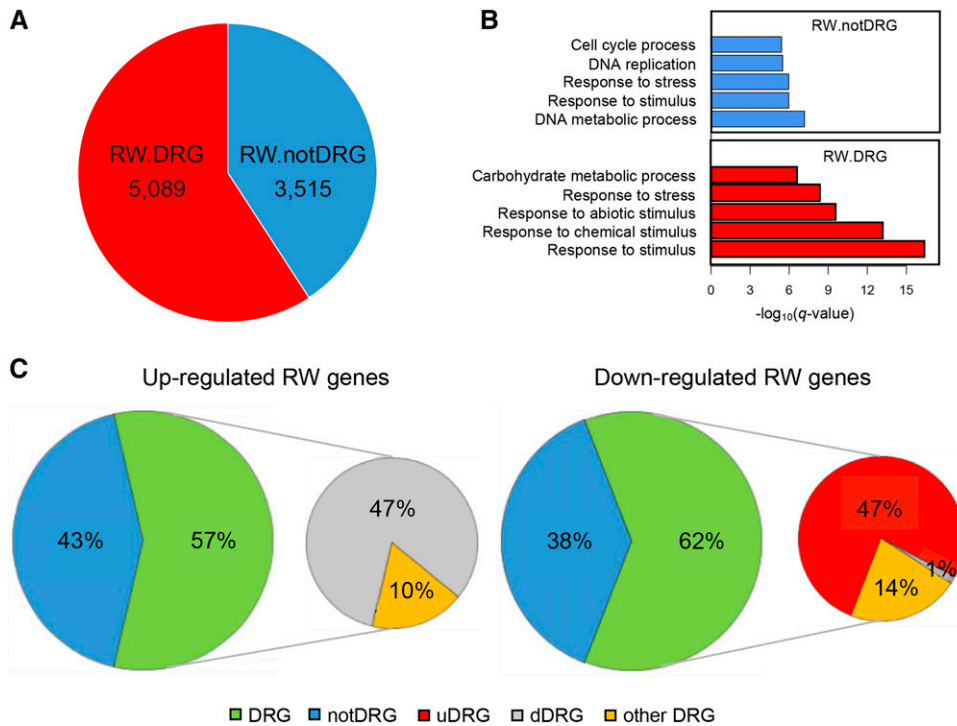 A
RW.DRG
5,089
RW.notDRG
3,515
B
RW.notDRG
Cell cycle process
DNA replication
Response to stress
Response to stimulus
DNA metabolic process
RW.DRG
Carbohydrate metabolic process
Response to stress
Response to abiotic stimulus
Response to chemical stimulus
Response to stimulus
0 3 6 9 12 15
-log10(q-value)
C
Up-regulated RW genes
43%
57%
47%
10%
Down-regulated RW genes
38%
62%
47%
1%
14%
DRG notDRG uDRG dDRG other DRG